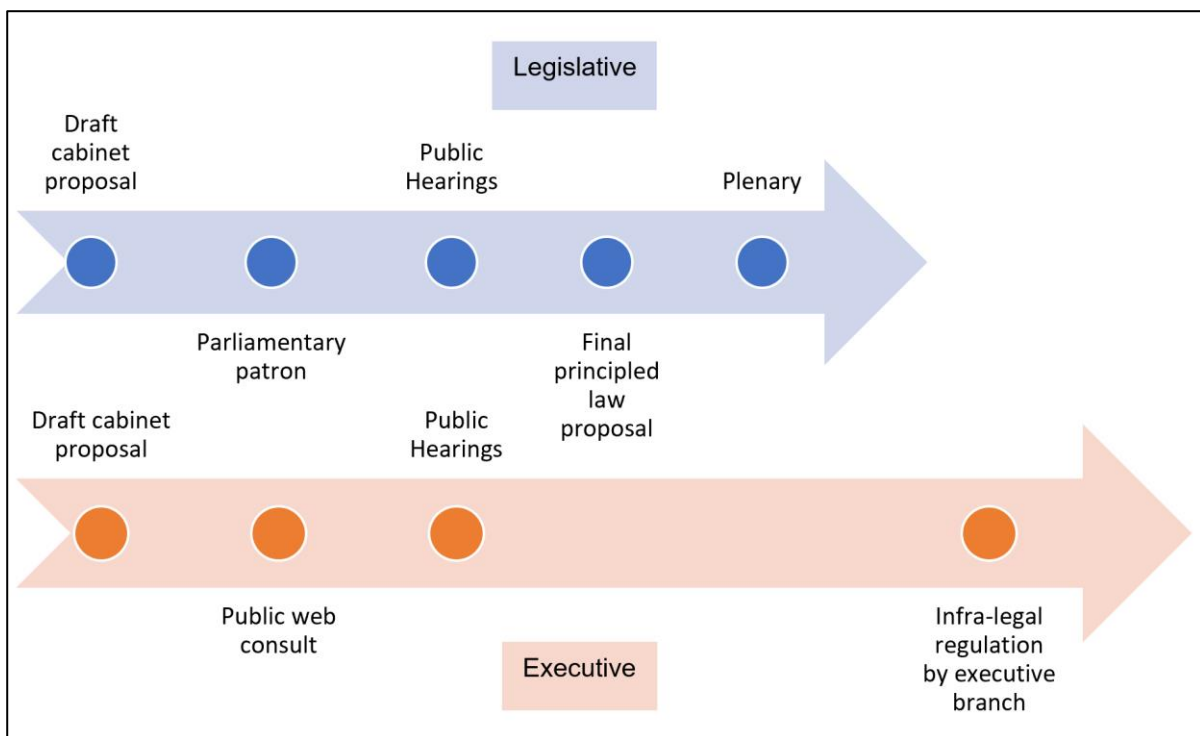 Legislative
Draft
cabinet
proposal
Public
Hearings
Plenary
Parliamentary
patron
Final
principled
law
proposal
Draft cabinet
proposal
Public
Hearings
Public web
consult
Infra-legal
regulation
by executive
branch
Executive